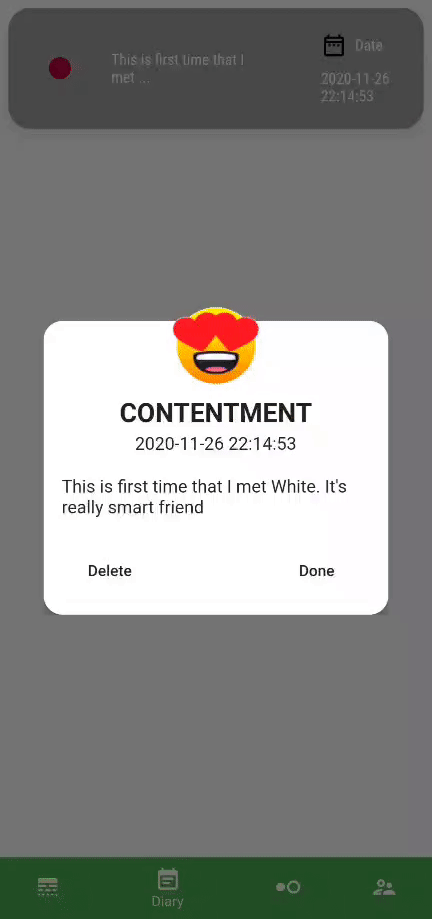 This is first time that I
met ...
Date
2020-11-26
22:14:53
CONTENTMENT
2020-11-26 22:14:53
This is first time that I met White. It's
really smart friend
Delete
Done
Diary